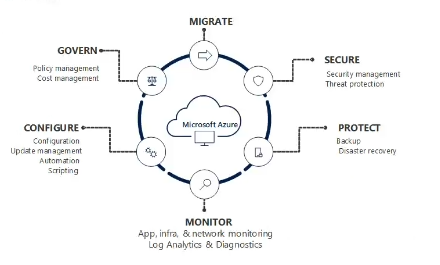 MIGRATE
GOVERN
Policy management
Cost management
SECURE
Security management
Threat protection
Microsoft Azure
CONFIGURE
Configuration
Update management
Automation
Scripting
PROTECT
Backup
Disaster recovery
MONITOR
App, infra, & network monitoring
Log Analytics & Diagnostics